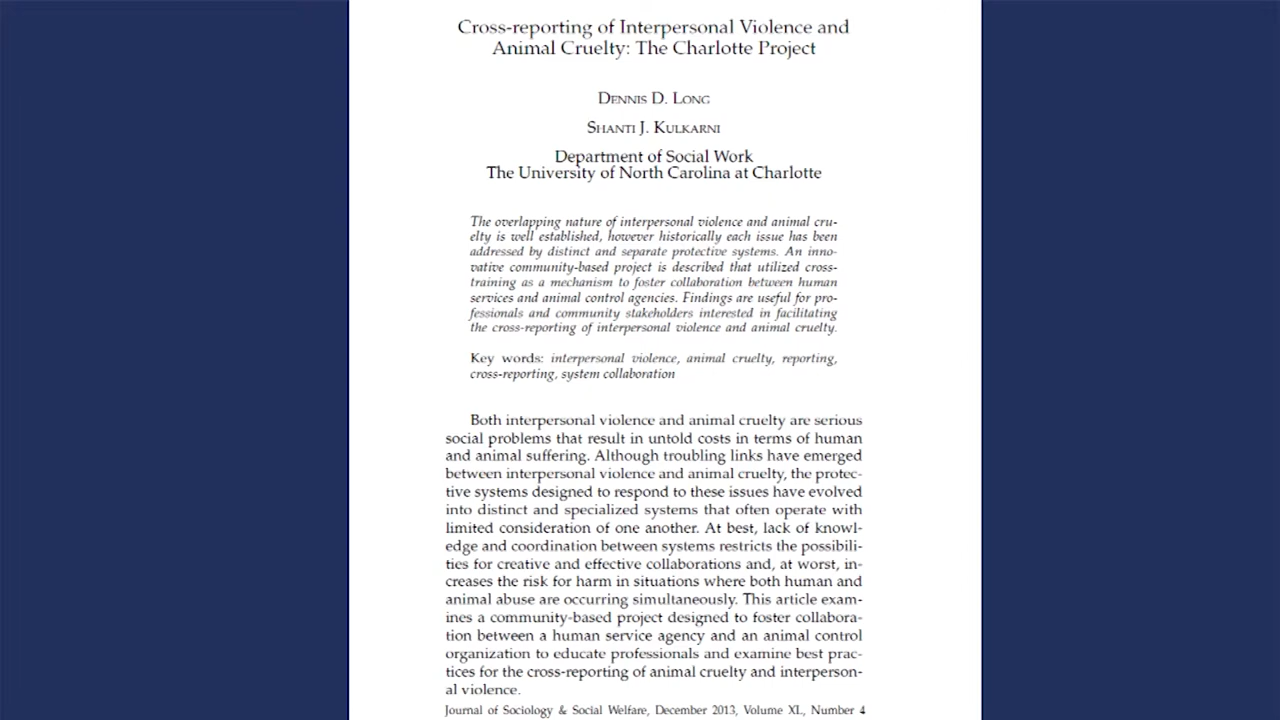 Cross-reporting of Interpersonal Violence and
Animal Cruelty: The Charlotte Project
Dennis D. Long
Shanti J. Kulkarni
Department of Social Work
The University of North Carolina at Charlotte
The overlapping nature of interpersonal violence and animal cru-
elty is well established, however historically each issue has been
addressed by distinct and separate protective systems. An inno-
vative community-based project is described that utilized cross-
training as a mechanism to foster collaboration between human
services and animal control agencies. Findings are useful for pro-
fessionals and community stakeholders interested in facilitating
the cross-reporting of interpersonal violence and animal cruelty.
Key words: interpersonal violence, animal cruelty, reporting,
cross-reporting, system collaboration
Both interpersonal violence and animal cruelty are serious
social problems that result in untold costs in terms of human
and animal suffering. Although troubling links have emerged
between interpersonal violence and animal cruelty, the protec-
tive systems designed to respond to these issues have evolved
into distinct and specialized systems that often operate with
limited consideration of one another. At best, lack of knowl-
edge and coordination between systems restricts the possibili-
ties for creative and effective collaborations and, at worst, in-
creases the risk for harm in situations where both human and
animal abuse are occurring simultaneously. This article exam-
ines a community-based project designed to foster collabora-
tion between a human service agency and an animal control
organization to educate professionals and examine best prac-
tices for the cross-reporting of animal cruelty and interperson-
al violence.
Journal of Sociology & Social Welfare, December 2013, Volume XL, Number 4